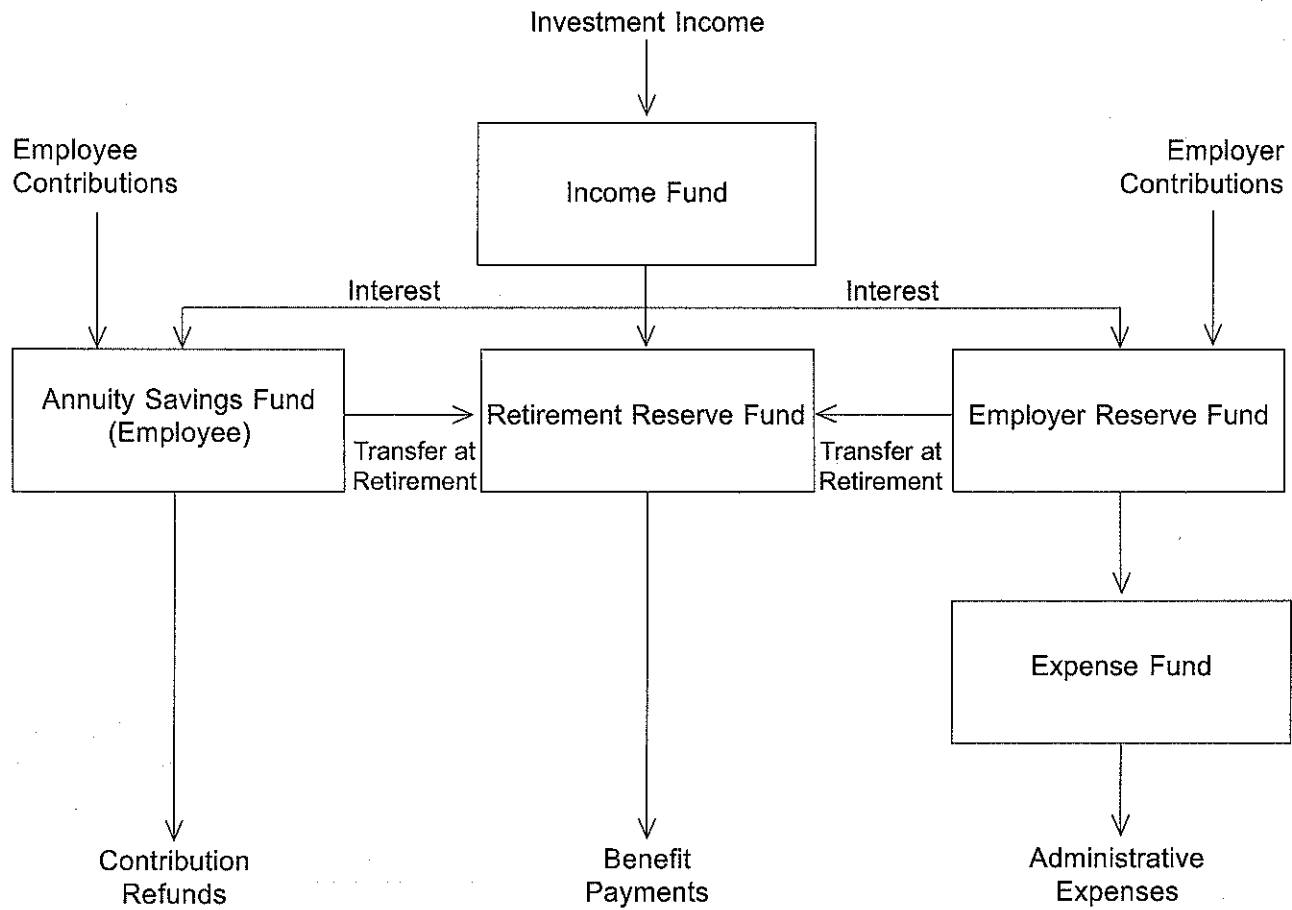 Investment Income
Employee
Contributions
Income Fund
Employer
Contributions
Interest
Interest
Annuity Savings Fund
(Employee)
Transfer at
Retirement
Retirement Reserve Fund
Transfer at
Retirement
Employer Reserve Fund
Expense Fund
Contribution
Refunds
Benefit
Payments
Administrative
Expenses